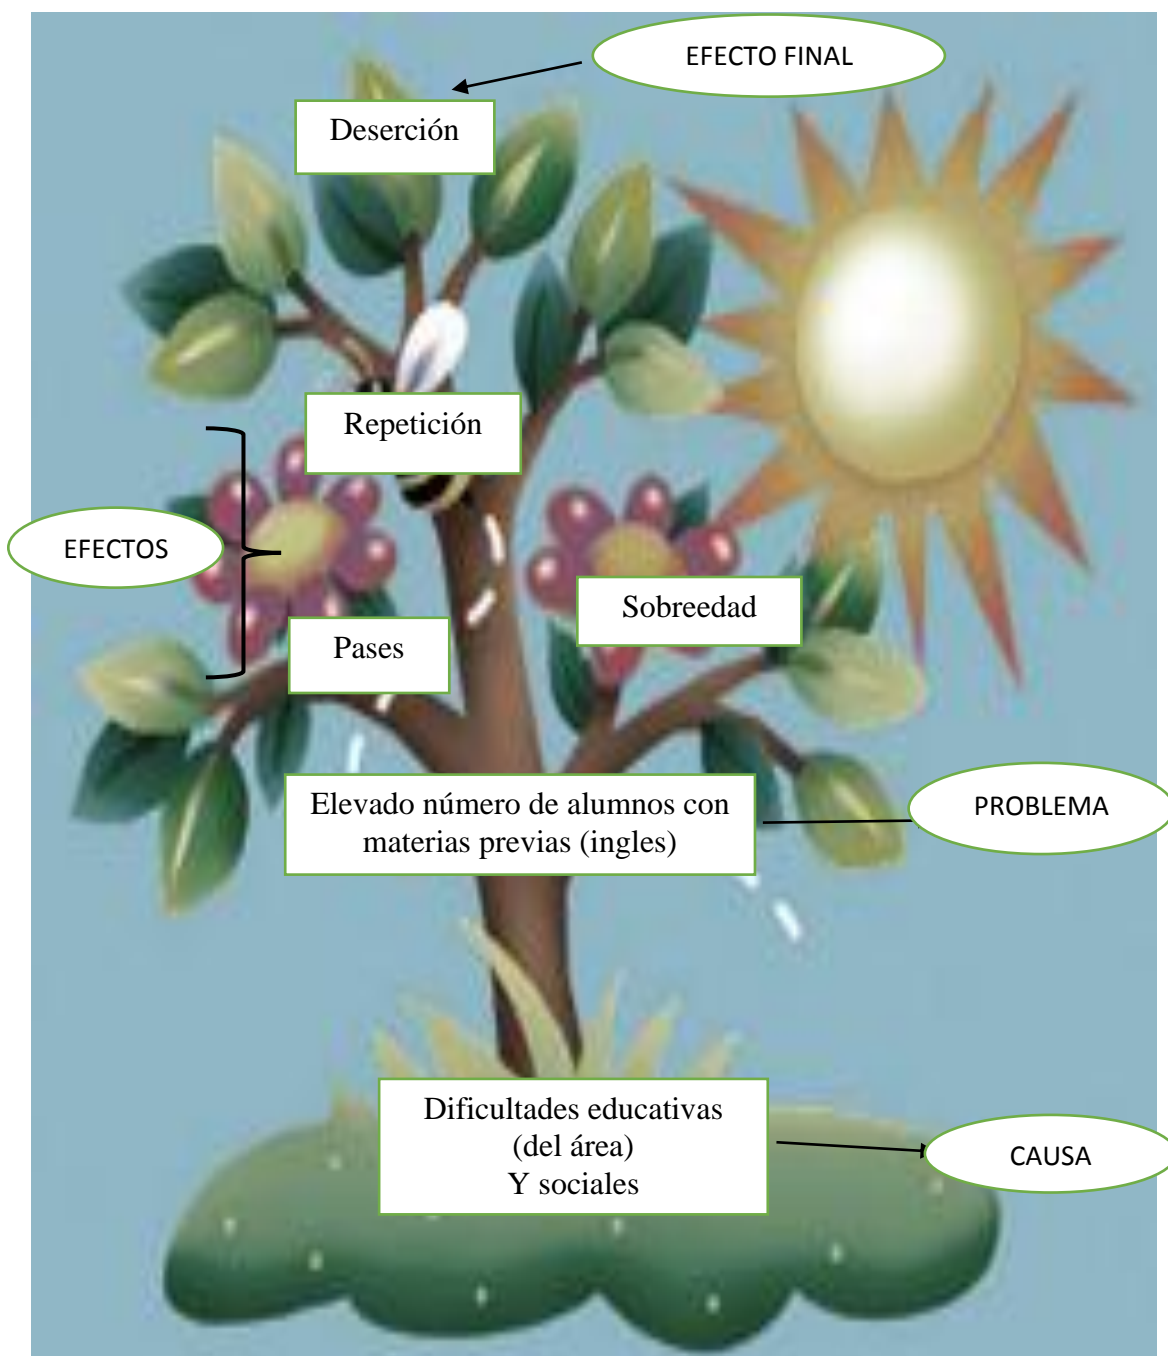 EFECTO FINAL
Deserción
Repetición
EFECTOS
Sobreedad
Pases
Elevado número de alumnos con
materias previas (ingles)
PROBLEMA
Dificultades educativas
(del área)
Y sociales
CAUSA